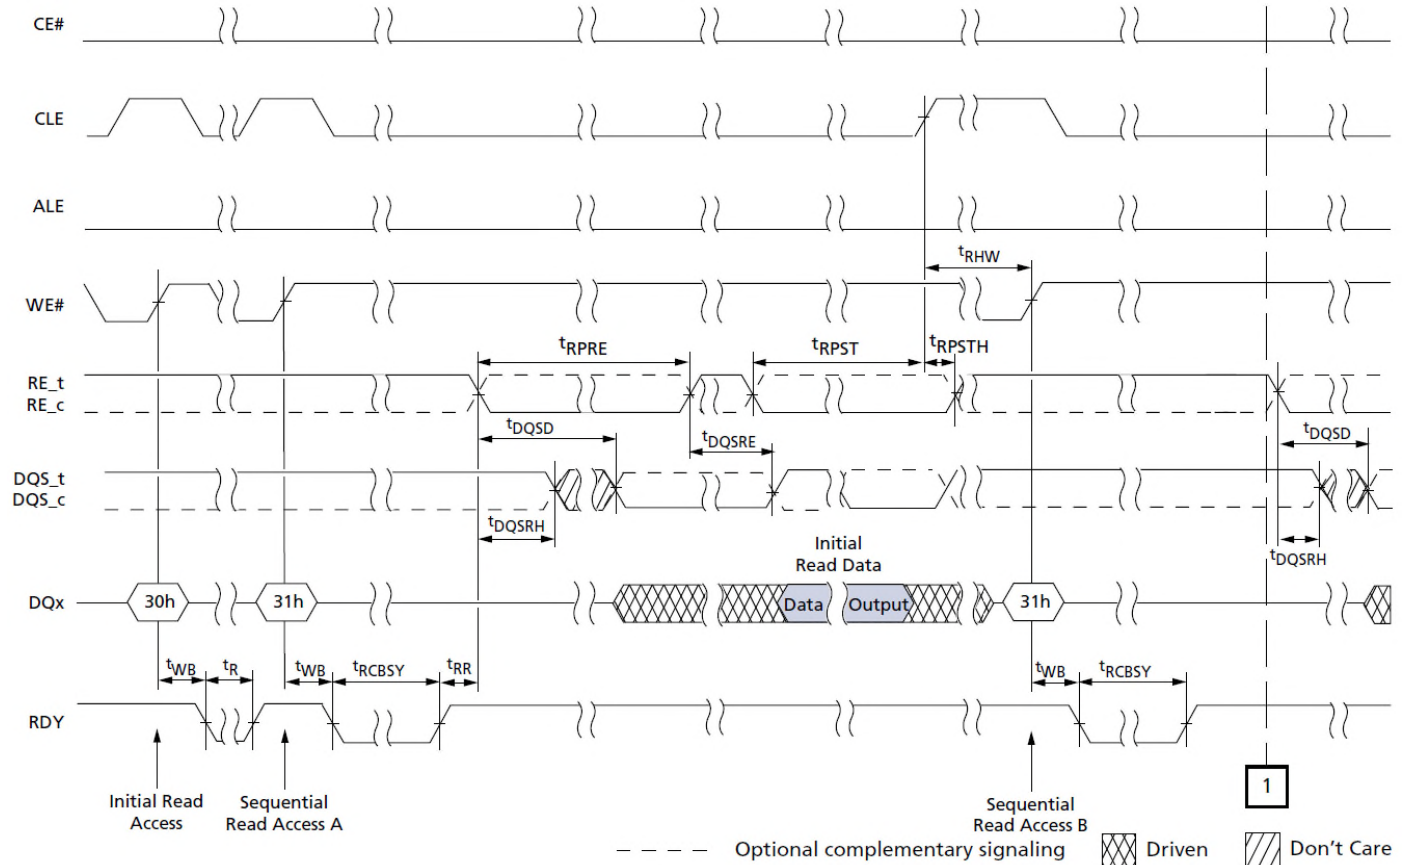 CE#
CLE
ALE
tRHW
WE#
tRPRE
tRPST
tRPSTH
RE_t
RE_c
tDQSD
tDQSRE
tDQSD
DQS_t
DQS_c
tDQSRH
tDQSRH
Initial
Read Data
DQx
30h
31h
Data
Output
31h
tWB
tR
tWB
tRCBSY
tRR
tWB
tRCBSY
RDY
Initial Read
Access
Sequential
Read Access A
Sequential
Read Access B
1
Optional complementary signaling
Driven
Don't Care